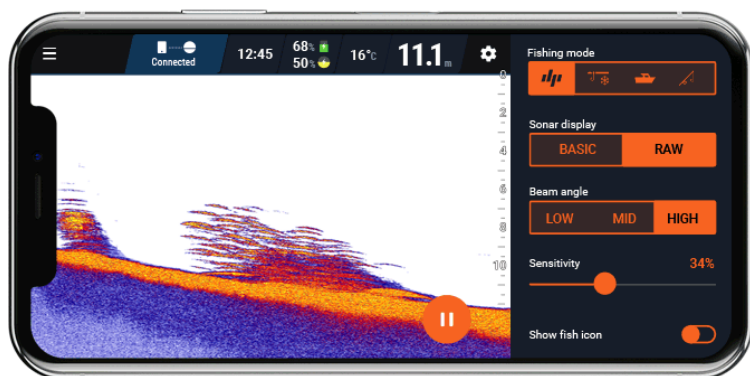 Connected
12:45
68%
50%
16°c
11.1 m
0
2
4
6
8
10
Fishing mode
Sonar display
BASIC RAW
Beam angle
LOW MID HIGH
Sensitivity 34%
Show fish icon